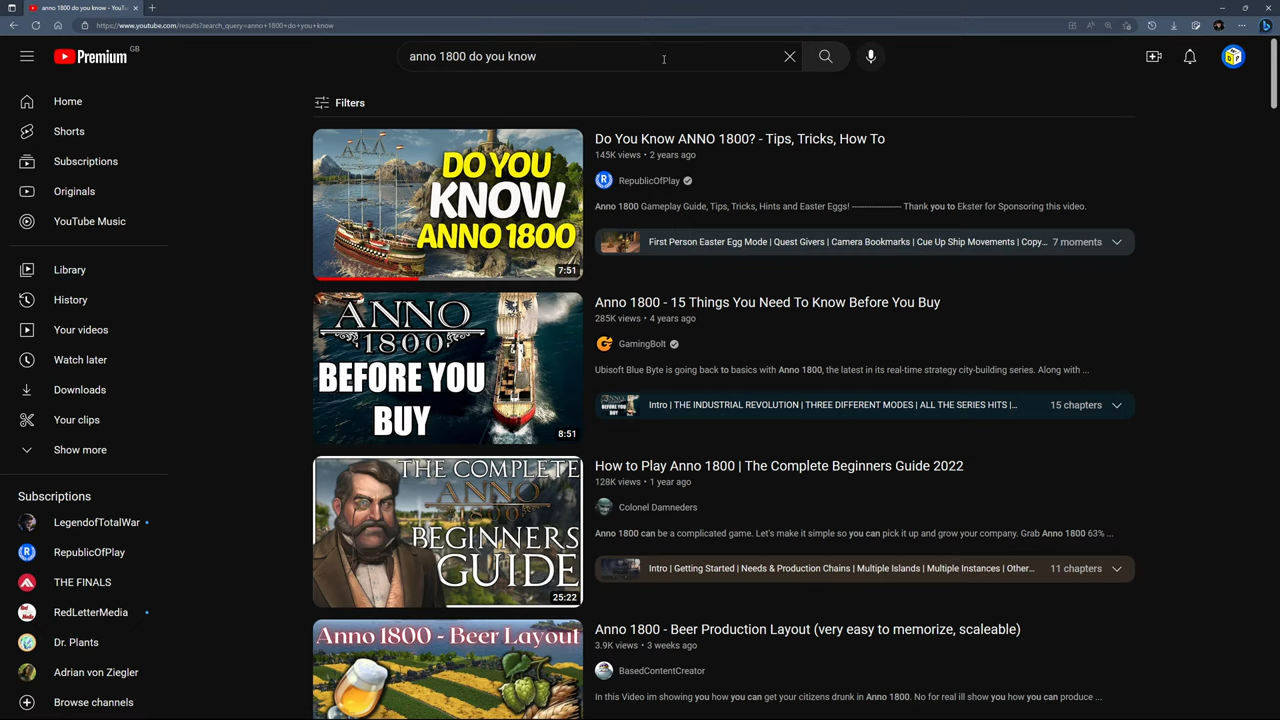 anno 1800 do you know - YouTu
https://www.youtube.com/results?search_query=anno+1800+do+you+know
Premium GB
anno 1800 do you know
Home
Shorts
Subscriptions
Originals
YouTube Music
Library
History
Your videos
Watch later
Downloads
Your clips
Show more
Subscriptions
LegendofTotalWar
RepublicOfPlay
THE FINALS
RedLetterMedia
Dr. Plants
Adrian von Ziegler
Browse channels
Filters
DO YOU
KNOW
ANNO 1800
7:51
Do You Know ANNO 1800? - Tips, Tricks, How To
145K views • 2 years ago
RepublicOfPlay
Anno 1800 Gameplay Guide, Tips, Tricks, Hints and Easter Eggs! ------------------- Thank you to Ekster for Sponsoring this video.
First Person Easter Egg Mode | Quest Givers | Camera Bookmarks | Cue Up Ship Movements | Copy... 7 moments
ANNO
1800
BEFORE YOU
BUY
8:51
Anno 1800 - 15 Things You Need To Know Before You Buy
285K views • 4 years ago
GamingBolt
Ubisoft Blue Byte is going back to basics with Anno 1800, the latest in its real-time strategy city-building series. Along with ...
Intro | THE INDUSTRIAL REVOLUTION | THREE DIFFERENT MODES | ALL THE SERIES HITS |... 15 chapters
THE COMPLETE
ANNO
1800
BEGINNERS
GUIDE
25:22
How to Play Anno 1800 | The Complete Beginners Guide 2022
128K views • 1 year ago
Colonel Damneders
Anno 1800 can be a complicated game. Let's make it simple so you can pick it up and grow your company. Grab Anno 1800 63% ...
Intro | Getting Started | Needs & Production Chains | Multiple Islands | Multiple Instances | Other... 11 chapters
Anno 1800 - Beer Layout
Anno 1800 - Beer Production Layout (very easy to memorize, scaleable)
3.9K views • 3 weeks ago
BasedContentCreator
In this Video im showing you how you can get your citizens drunk in Anno 1800. No for real ill show you how you can produce ...